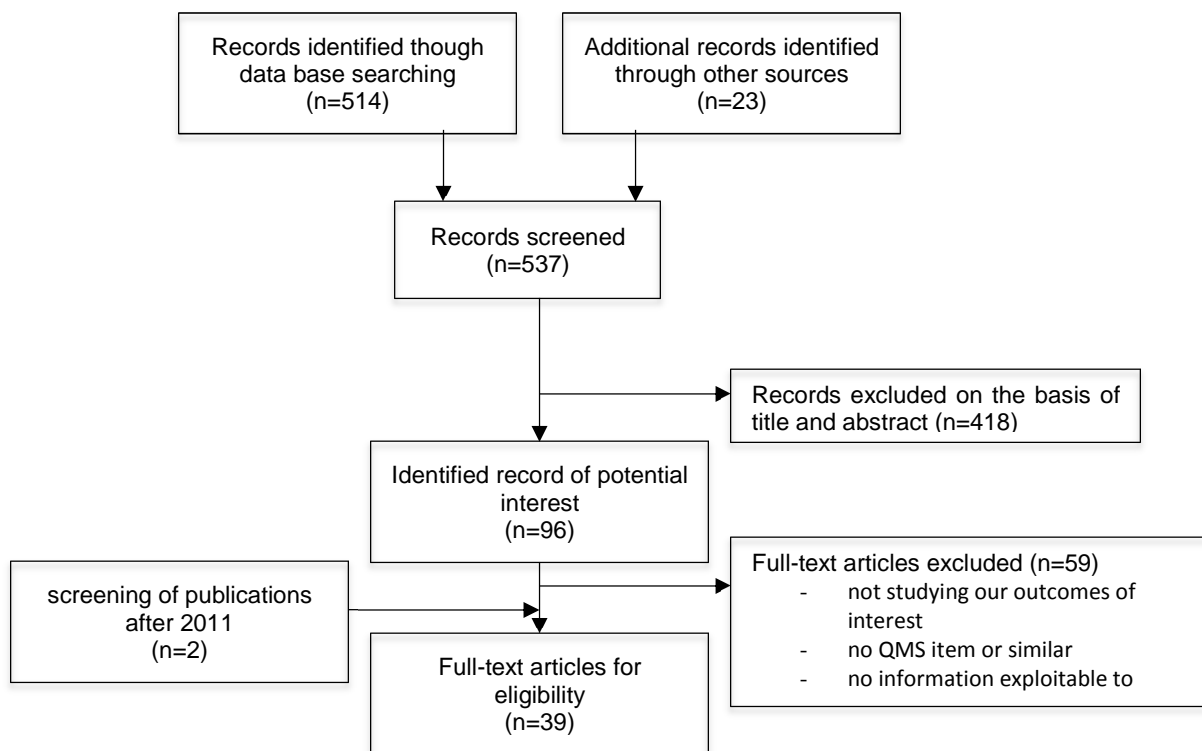 Records identified though
data base searching
(n=514)
Additional records identified
through other sources
(n=23)
Records screened
(n=537)
Records excluded on the basis of
title and abstract (n=418)
Identified record of potential
interest
(n=96)
Full-text articles excluded (n=59)
- not studying our outcomes of
interest
- no QMS item or similar
- no information exploitable to
screening of publications
after 2011
(n=2)
Full-text articles for
eligibility
(n=39)